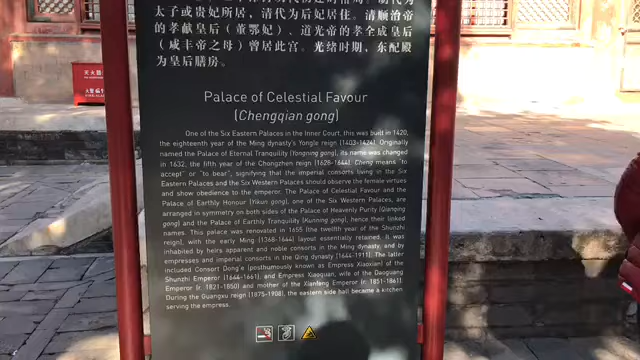 太子或贵妃所居，清代为后妃居住。清顺治帝
的孝献皇后（董鄂妃）、道光帝的孝全成皇后
（咸丰帝之母）曾居此宫。光绪时期，东配殿
为皇后膳房。
Palace of Celestial Favour
(Chengqian gong)
One of the Six Eastern Palaces in the Inner Court, this was built in 1420,
the eighteenth year of the Ming dynasty's Yongle reign (1403-1424). Originally
named the Palace of Eternal Tranquility (Yongning gong), its name was changed
in 1632, the fifth year of the Chongzhen reign (1628-1644). Cheng means "to
accept" or "to bear", signifying that the imperial consorts living in the Six
Eastern Palaces and the Six Western Palaces should observe the female virtues
and show obedience to the emperor. The Palace of Celestial Favour and the
Palace of Earthly Honour (Yikun gong), one of the Six Western Palaces, are
arranged in symmetry on both sides of the Palace of Heavenly Purity (Qianqing
gong) and the Palace of Earthly Tranquility (Kunning gong), hence their linked
names. This palace was renovated in 1655 (the twelfth year of the Shunzhi
reign), with the early Ming (1368-1644) layout essentially retained. It was
inhabited by heirs apparent and noble consorts in the Ming dynasty, and by
empresses and imperial consorts in the Qing dynasty (1644-1911). The latter
included Consort Dong'e (posthumously known as Empress Xiaoxian) of the
Shunzhi Emperor (1644-1661), and Empress Xiaoquan, wife of the Daoguang
Emperor (r. 1821-1850) and mother of the Xianfeng Emperor (r. 1851-1861).
During the Guangxu reign (1875-1908), the eastern side hall became a kitchen
serving the empress.
灭火器箱